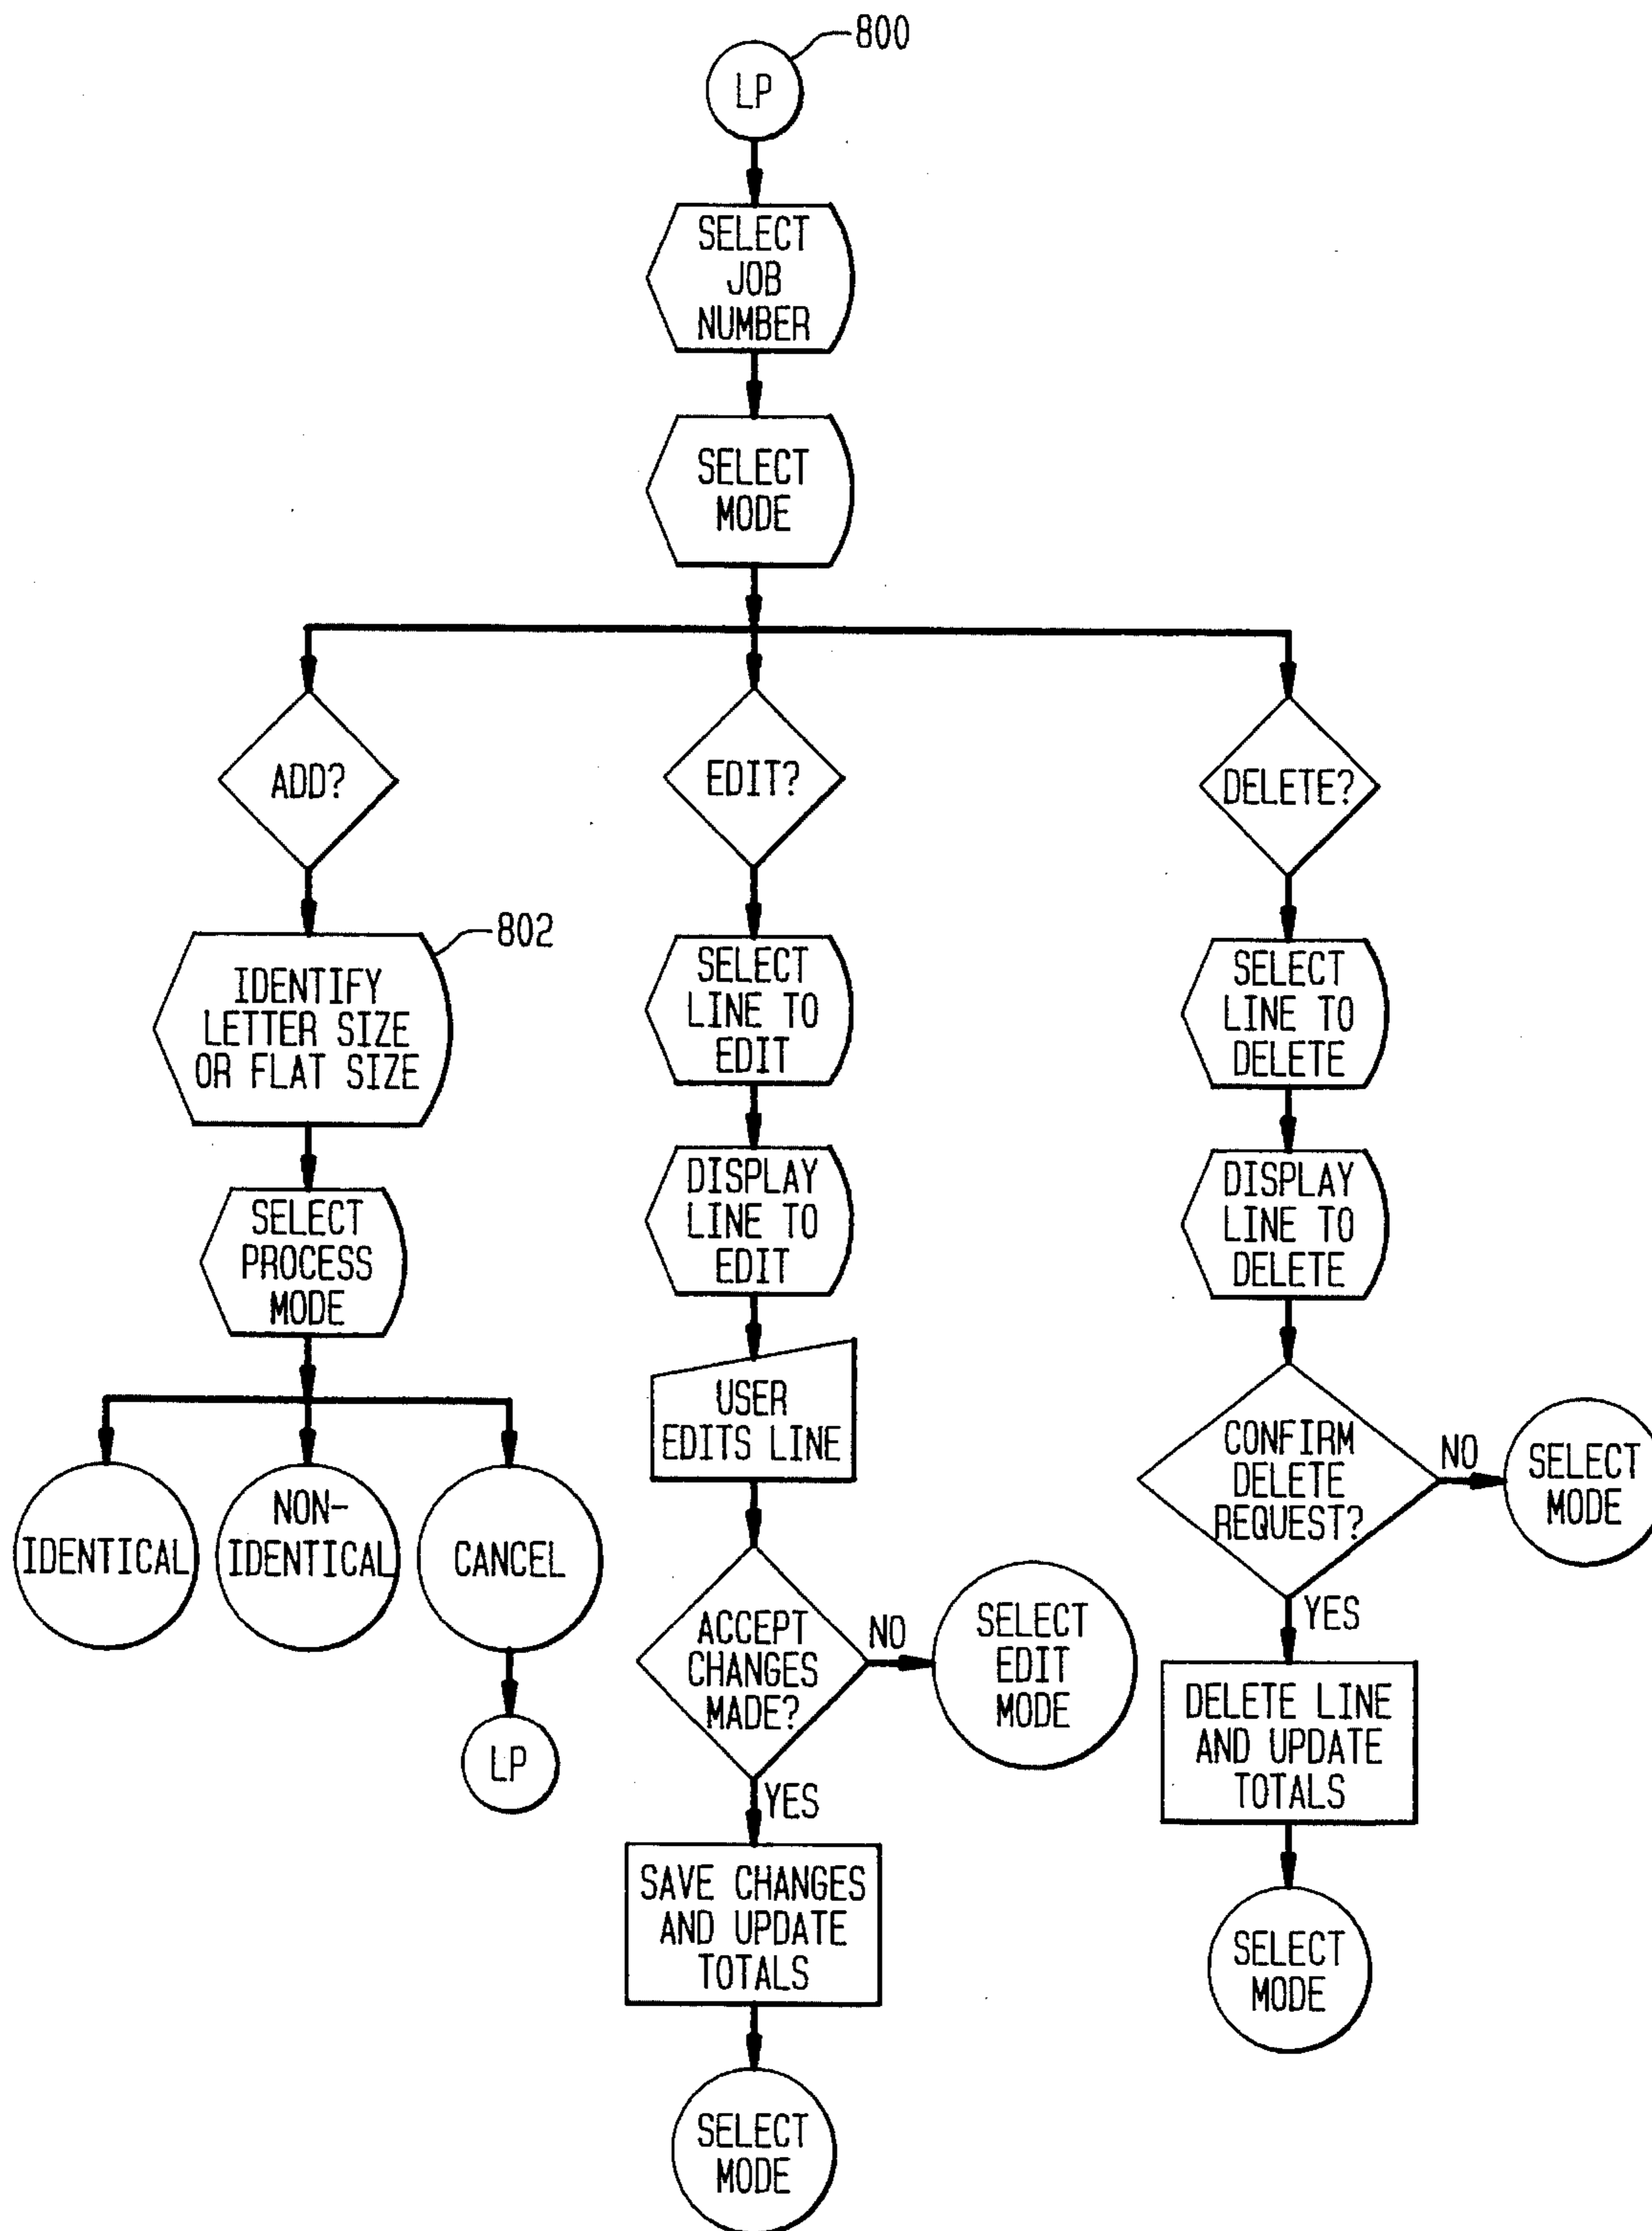 800
LP
SELECT
JOB
NUMBER
SELECT
MODE
ADD?
EDIT?
DELETE?
802
IDENTIFY
LETTER SIZE
OR FLAT SIZE
SELECT
PROCESS
MODE
IDENTICAL
NON-
IDENTICAL
CANCEL
LP
SELECT
LINE TO
EDIT
DISPLAY
LINE TO
EDIT
USER
EDITS LINE
ACCEPT
CHANGES
MADE?
NO
SELECT
EDIT
MODE
YES
SAVE CHANGES
AND UPDATE
TOTALS
SELECT
MODE
SELECT
LINE TO
DELETE
DISPLAY
LINE TO
DELETE
CONFIRM
DELETE
REQUEST?
NO
SELECT
MODE
YES
DELETE LINE
AND UPDATE
TOTALS
SELECT
MODE